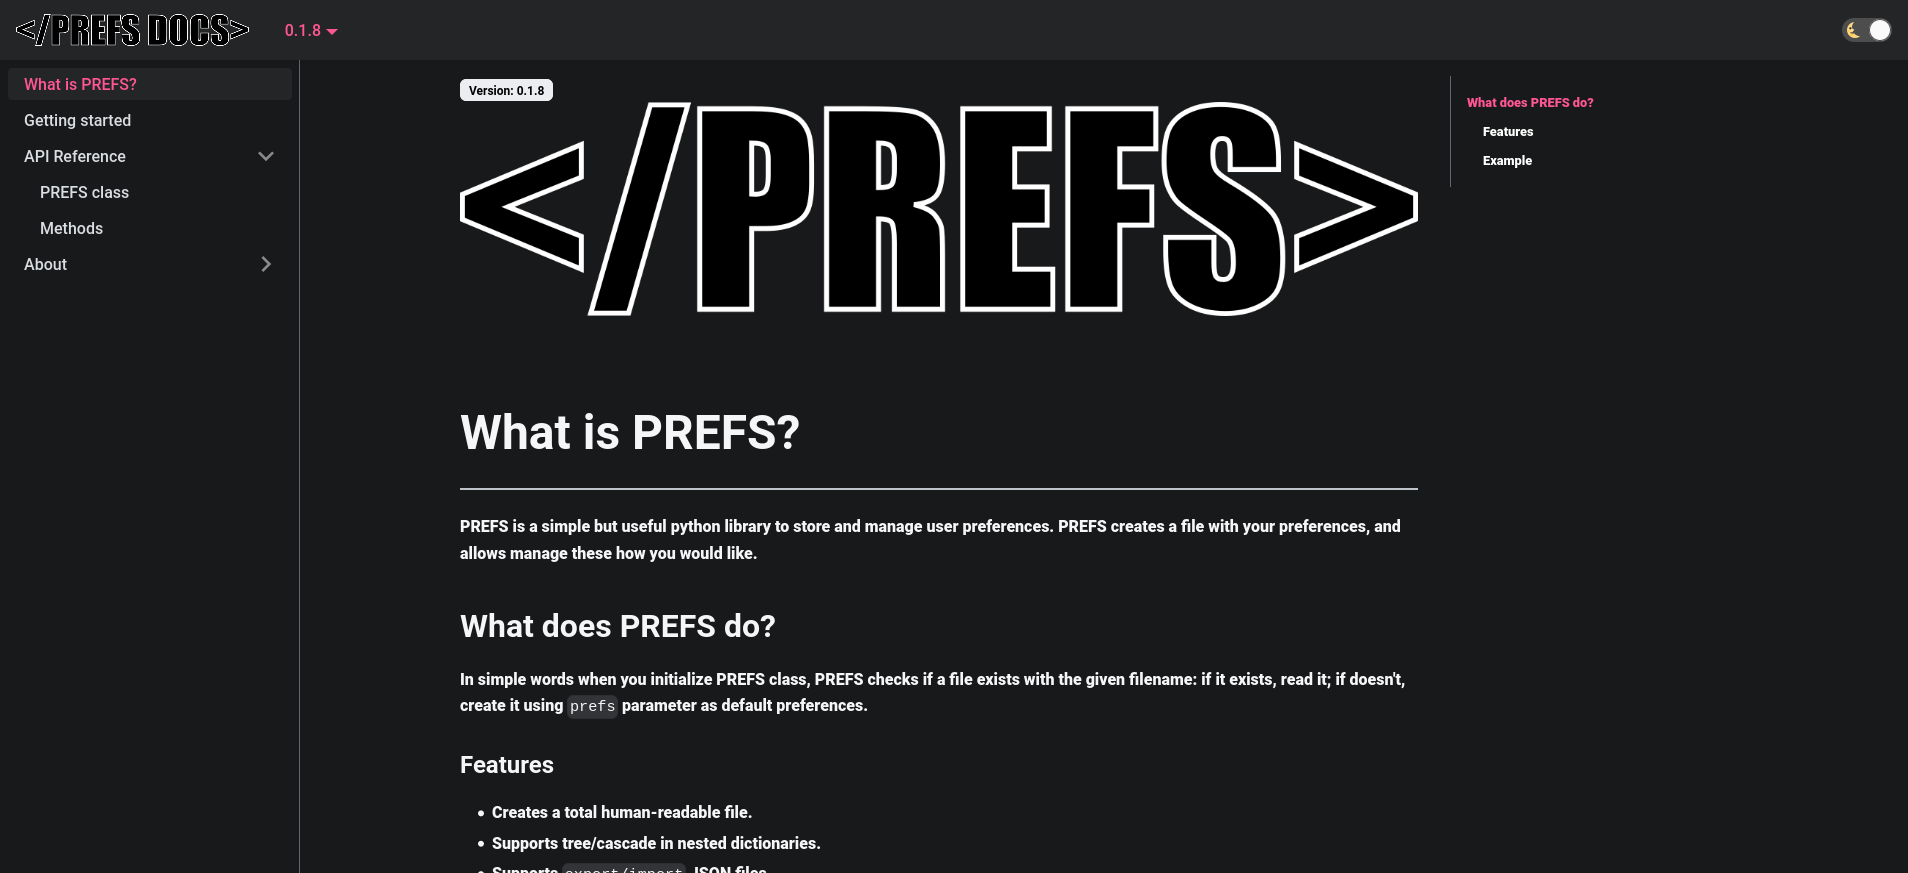 </PREFS DOCS>
0.1.8
What is PREFS?
Getting started
API Reference
PREFS class
Methods
About
Version: 0.1.8
</PREFS>
What is PREFS?
PREFS is a simple but useful python library to store and manage user preferences. PREFS creates a file with your preferences, and
allows manage these how you would like.
What does PREFS do?
In simple words when you initialize PREFS class, PREFS checks if a file exists with the given filename: if it exists, read it; if doesn't,
create it using prefs parameter as default preferences.
Features
• Creates a total human-readable file.
• Supports tree/cascade in nested dictionaries.
• Supports export/import JSON files
What does PREFS do?
Features
Example